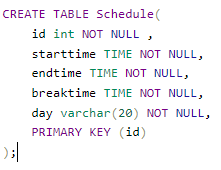 CREATE TABLE Schedule(
id int NOT NULL ,
starttime TIME NOT NULL,
endtime TIME NOT NULL,
breaktime TIME NOT NULL,
day varchar(20) NOT NULL,
PRIMARY KEY (id)
);